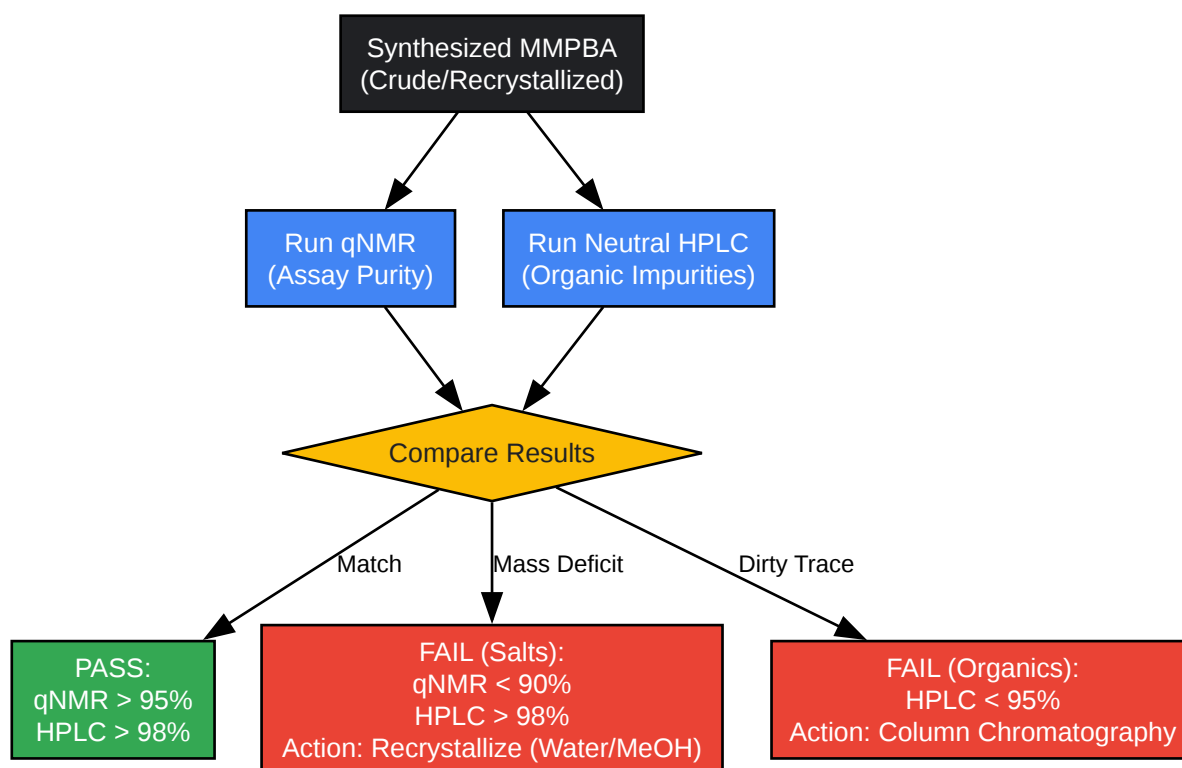 Synthesized MMPBA
(Crude/Recrystallized)
Run qNMR
(Assay Purity)
Run Neutral HPLC
(Organic Impurities)
Compare Results
Match
Mass Deficit
Dirty Trace
PASS:
qNMR > 95%
HPLC > 98%
FAIL (Salts):
qNMR < 90%
HPLC > 98%
Action: Recrystallize (Water/MeOH)
FAIL (Organics):
HPLC < 95%
Action: Column Chromatography